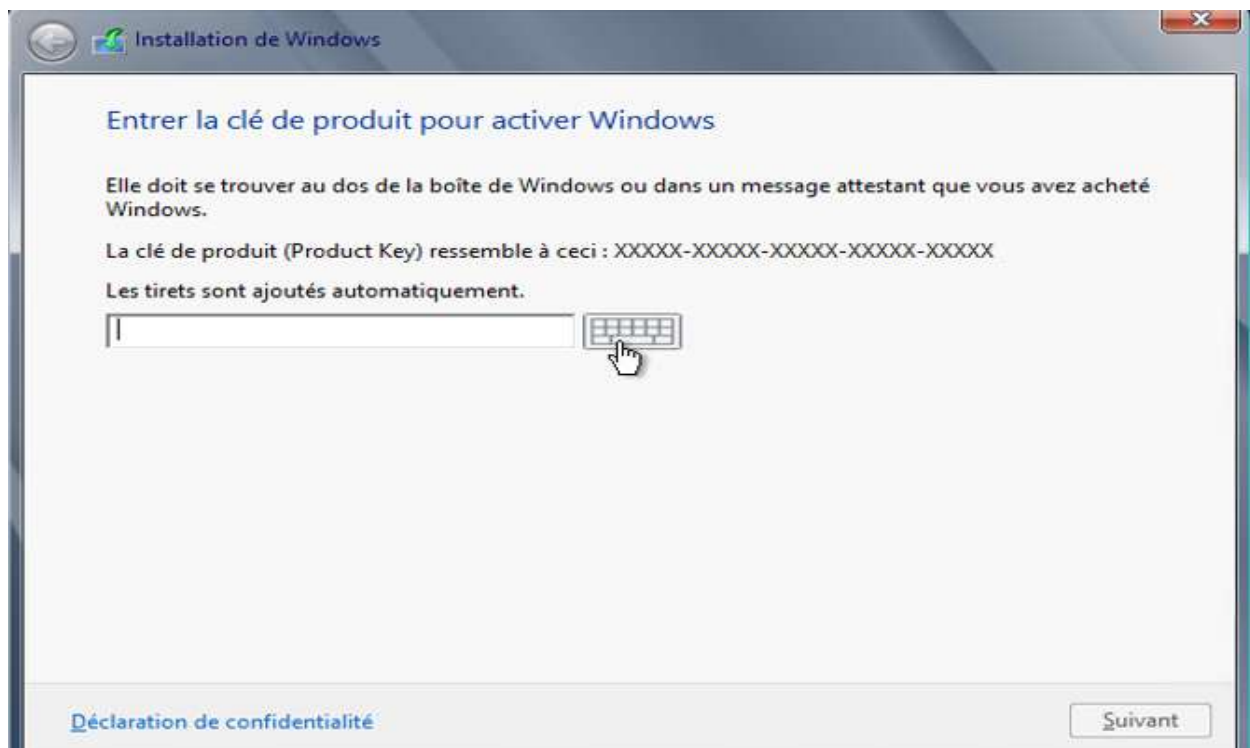 Installation de Windows
Entrer la clé de produit pour activer Windows
Elle doit se trouver au dos de la boîte de Windows ou dans un message attestant que vous avez acheté
Windows.
La clé de produit (Product Key) ressemble à ceci : XXXXX-XXXXX-XXXXX-XXXXX-XXXXX
Les tirets sont ajoutés automatiquement.
Déclaration de confidentialité
Suivant